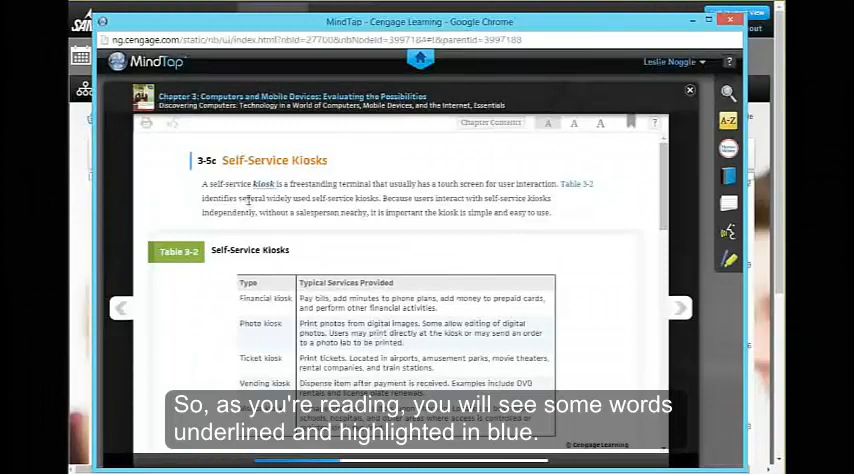 MindTap - Cengage Learning - Google Chrome
ng.cengage.com/static/nb/ui/index.html?nbId=27700&nbNodeId=3997184#!&parentId=3997188
MindTap
Leslie Noggle
?
Chapter 3: Computers and Mobile Devices: Evaluating the Possibilities
Discovering Computers: Technology in a World of Computers, Mobile Devices, and the Internet, Essentials
Chapter Contents
A A A ?
A-Z
3-5c Self-Service Kiosks
A self-service kiosk is a freestanding terminal that usually has a touch screen for user interaction. Table 3-2
identifies several widely used self-service kiosks. Because users interact with self-service kiosks
independently, without a salesperson nearby, it is important the kiosk is simple and easy to use.
Table 3-2 Self-Service Kiosks
Type Typical Services Provided
Financial kiosk Pay bills, add minutes to phone plans, add money to prepaid cards,
and perform other financial activities.
Photo kiosk Print photos from digital images. Some allow editing of digital
photos. Users may print directly at the kiosk or may send an order
to a photo lab to be printed.
Ticket kiosk Print tickets. Located in airports, amusement parks, movie theaters,
rental companies, and train stations.
Vending kiosk Dispense item after payment is received. Examples include DVD
rentals and license plate renewals.
So, as you're reading, you will see some words
underlined and highlighted in blue.
© Cengage Learning